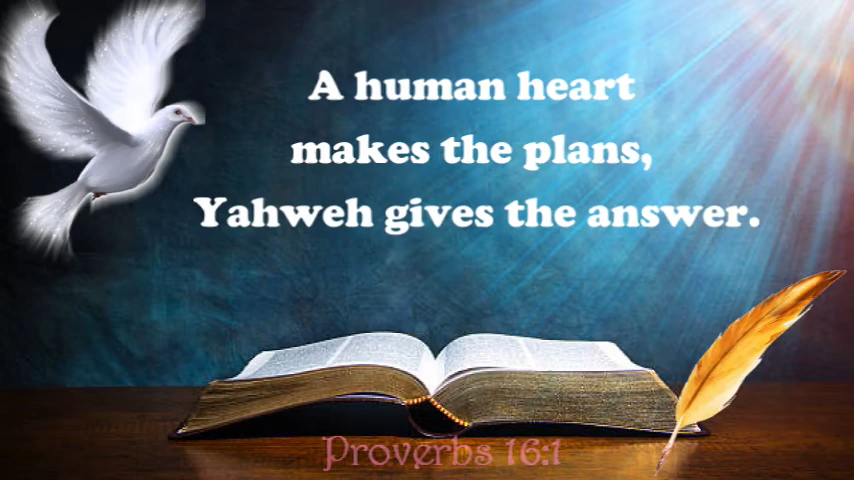 A human heart
makes the plans,
Yahweh gives the answer.
Proverbs 16:1